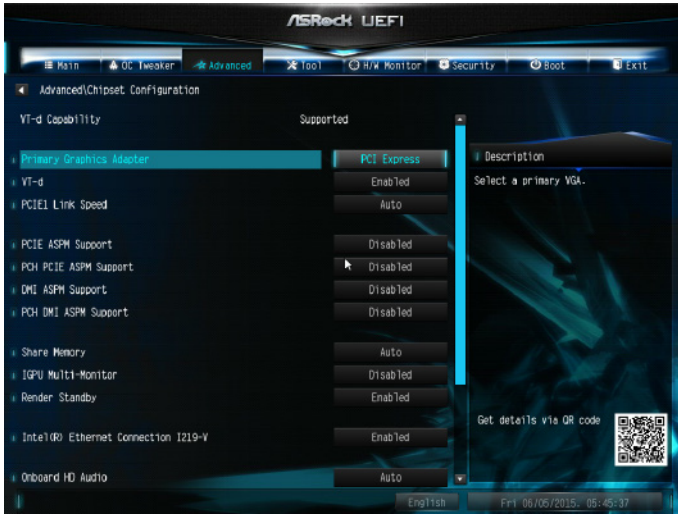 ASRock UEFI
Main OC Tweaker Advanced Tool H/W Monitor Security Boot Exit
Advanced\Chipset Configuration
VT-d Capability Supported
Primary Graphics Adapter PCI Express
Description
VT-d Enabled
Select a primary VGA.
PCIE1 Link Speed Auto
PCIE ASPM Support Disabled
PCH PCIE ASPM Support Disabled
DMI ASPM Support Disabled
PCH DMI ASPM Support Disabled
Share Memory Auto
IGPU Multi-Monitor Disabled
Render Standby Enabled
Get details via QR code
Intel(R) Ethernet Connection I219-V Enabled
Onboard HD Audio Auto
English Fri 06/05/2015. 05:45:37